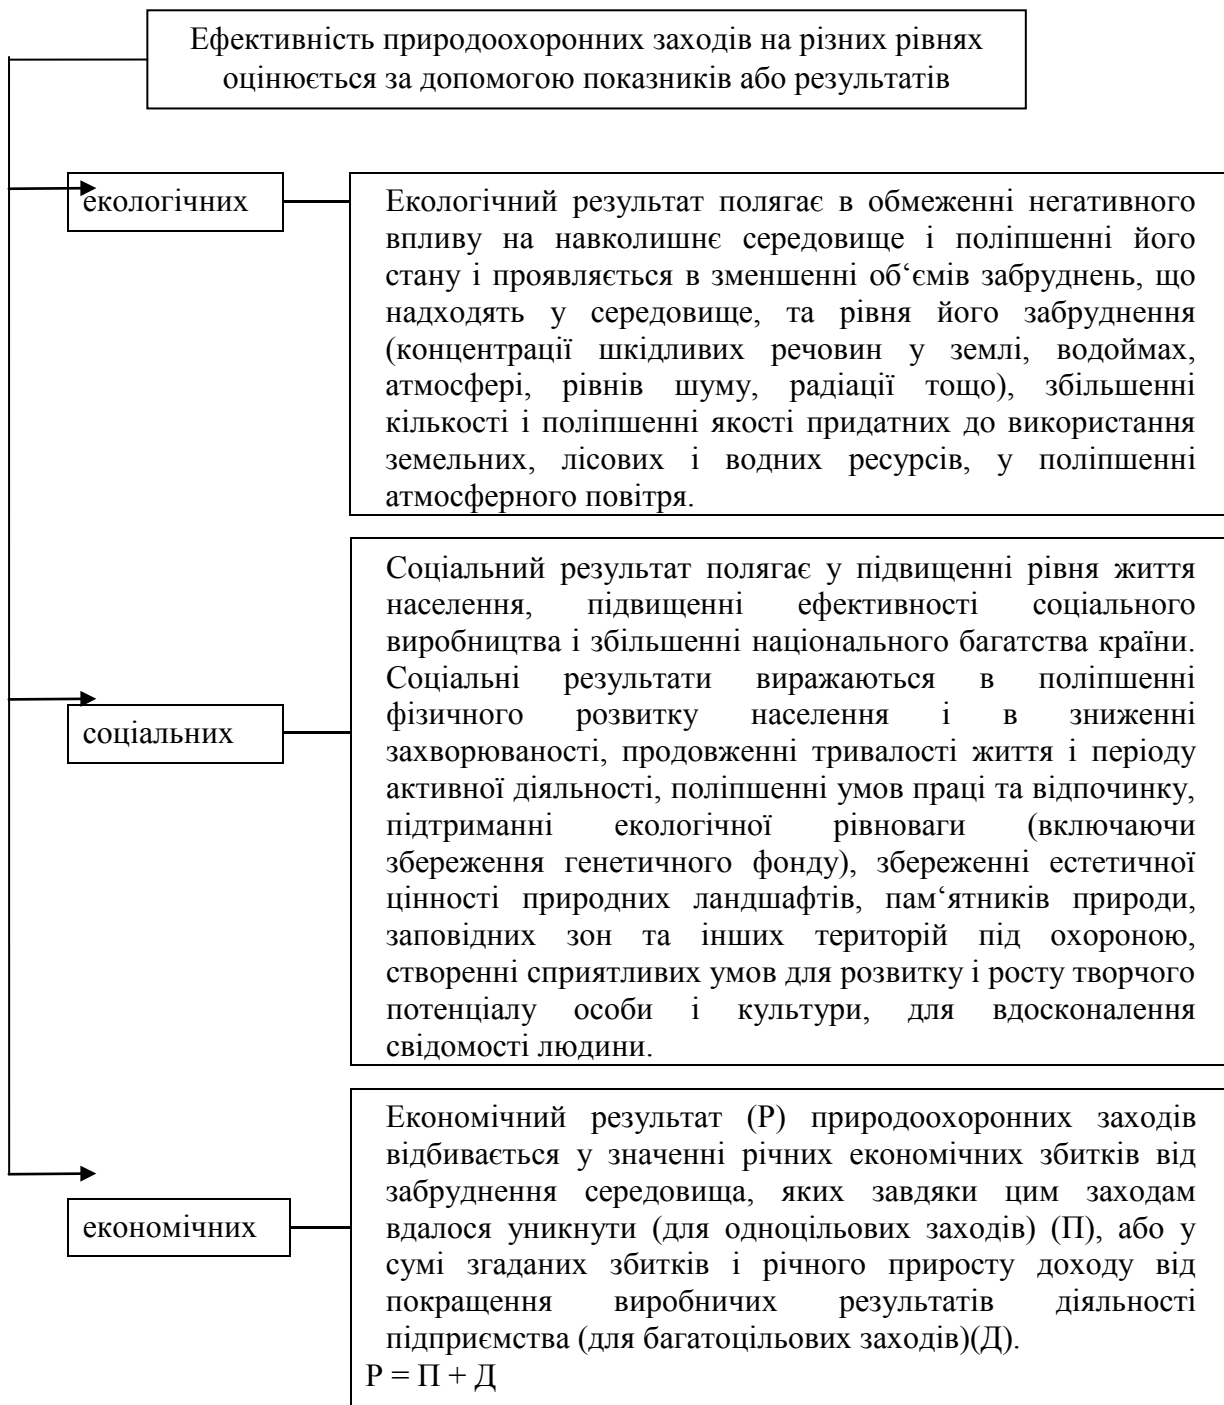 Ефективність природоохоронних заходів на різних рівнях
оцінюється за допомогою показників або результатів
екологічних
Екологічний результат полягає в обмеженні негативного
впливу на навколишнє середовище і поліпшенні його
стану і проявляється в зменшенні об‘ємів забруднень, що
надходять у середовище, та рівня його забруднення
(концентрації шкідливих речовин у землі, водоймах,
атмосфері, рівнів шуму, радіації тощо), збільшенні
кількості і поліпшенні якості придатних до використання
земельних, лісових і водних ресурсів, у поліпшенні
атмосферного повітря.
соціальних
Соціальний результат полягає у підвищенні рівня життя
населення, підвищенні ефективності соціального
виробництва і збільшенні національного багатства країни.
Соціальні результати виражаються в поліпшенні
фізичного розвитку населення і в зниженні
захворюваності, продовженні тривалості життя і періоду
активної діяльності, поліпшенні умов праці та відпочинку,
підтриманні екологічної рівноваги (включаючи
збереження генетичного фонду), збереженні естетичної
цінності природних ландшафтів, пам‘ятників природи,
заповідних зон та інших територій під охороною,
створенні сприятливих умов для розвитку і росту творчого
потенціалу особи і культури, для вдосконалення
свідомості людини.
економічних
Економічний результат (Р) природоохоронних заходів
відбивається у значенні річних економічних збитків від
забруднення середовища, яких завдяки цим заходам
вдалося уникнути (для одноцільових заходів) (П), або у
сумі згаданих збитків і річного приросту доходу від
покращення виробничих результатів діяльності
підприємства (для багатоцільових заходів)(Д).
Р = П + Д